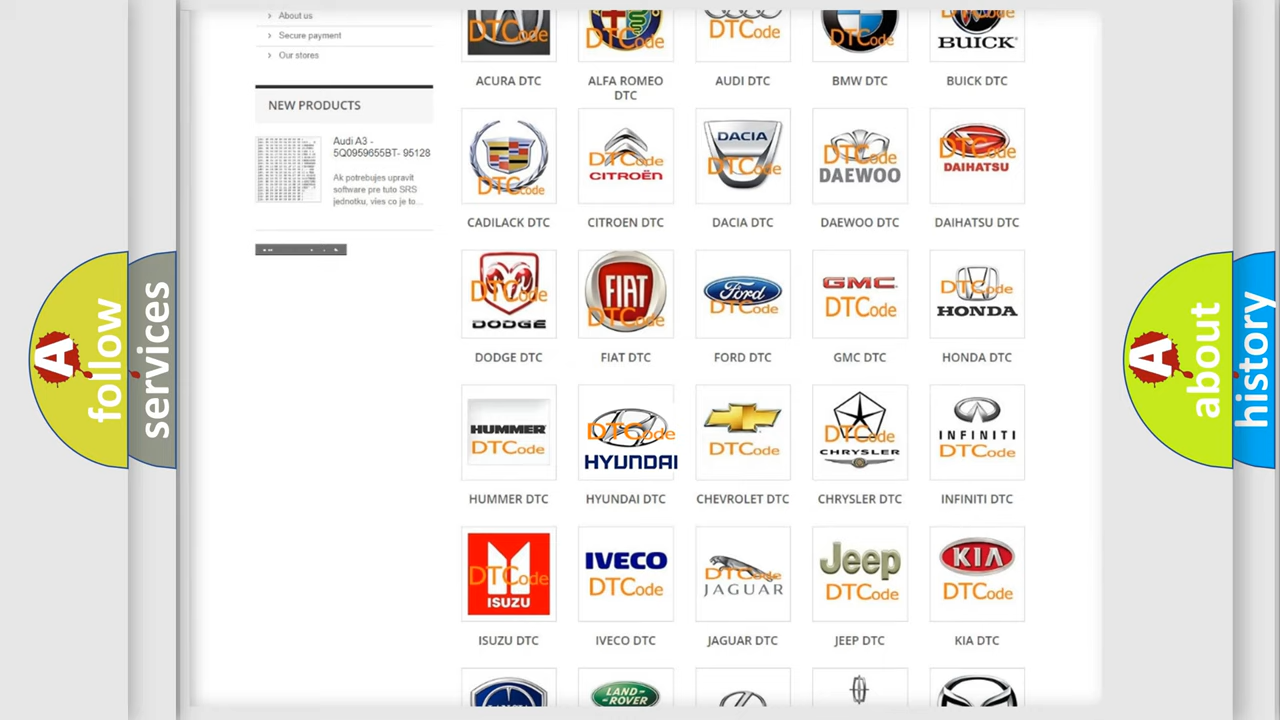 About us
Secure payment
Our stores
NEW PRODUCTS
Audi A3 -
5Q0959655BT- 95128
Ak potrebujes upravit
software pre tuto SRS
jednotku, vies co je to...
A follow
services
A about
history
DTCode
DTCode
DTCode
DTCode
BUICK
ACURA DTC
ALFA ROMEO
DTC
AUDI DTC
BMW DTC
BUICK DTC
DTCode
DTCode
CITROËN
DACIA
DTCode
DTCode
DAEWOO
DTCode
DAIHATSU
CADILACK DTC
CITROEN DTC
DACIA DTC
DAEWOO DTC
DAIHATSU DTC
DTCode
DODGE
FIAT
DTCode
Ford
DTCode
GMC
DTCode
DTCode
HONDA
DODGE DTC
FIAT DTC
FORD DTC
GMC DTC
HONDA DTC
HUMMER
DTCode
DTCode
HYUNDAI
DTCode
DTCode
CHRYSLER
INFINITI
DTCode
HUMMER DTC
HYUNDAI DTC
CHEVROLET DTC
CHRYSLER DTC
INFINITI DTC
DTCode
ISUZU
IVECO
DTCode
DTCode
JAGUAR
Jeep
DTCode
KIA
DTCode
ISUZU DTC
IVECO DTC
JAGUAR DTC
JEEP DTC
KIA DTC
LAND-
ROVER